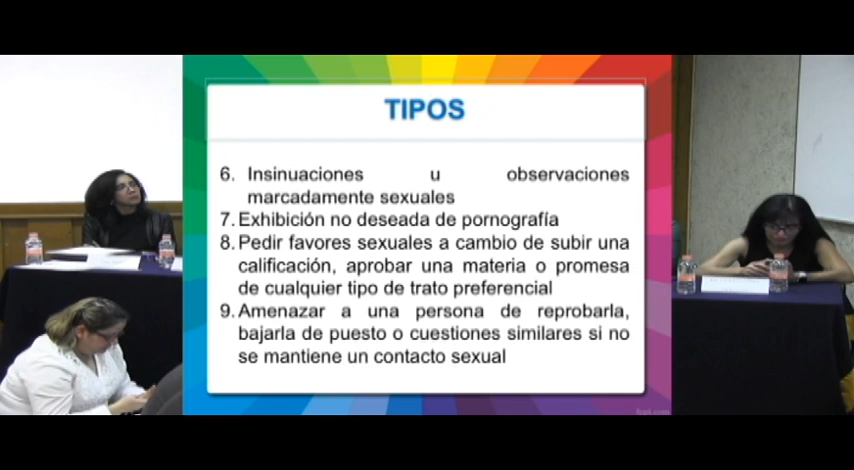 TIPOS
6. Insinuaciones u observaciones
marcadamente sexuales
7. Exhibición no deseada de pornografía
8. Pedir favores sexuales a cambio de subir una
calificación, aprobar una materia o promesa
de cualquier tipo de trato preferencial
9. Amenazar a una persona de reprobarla,
bajarla de puesto o cuestiones similares si no
se mantiene un contacto sexual